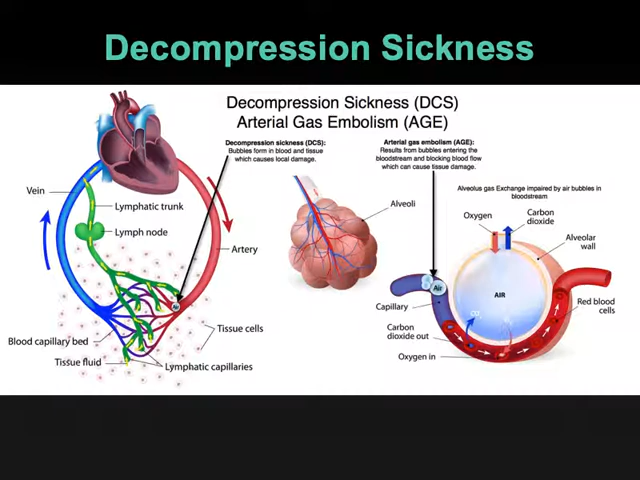 Decompression Sickness
Decompression Sickness (DCS)
Arterial Gas Embolism (AGE)
Decompression sickness (DCS):
Bubbles form in blood and tissue
which causes local damage.
Arterial gas embolism (AGE):
Results from bubbles entering the
bloodstream and blocking blood flow
which can cause tissue damage.
Vein
Lymphatic trunk
Lymph node
Artery
Air
Tissue cells
Blood capillary bed
Tissue fluid
Lymphatic capillaries
Alveoli
Alveolus gas Exchange impaired by air bubbles in
bloodstream
Oxygen
Carbon
dioxide
Alveolar
wall
Air
AIR
Capillary
Red blood
cells
Carbon
dioxide out
Oxygen in